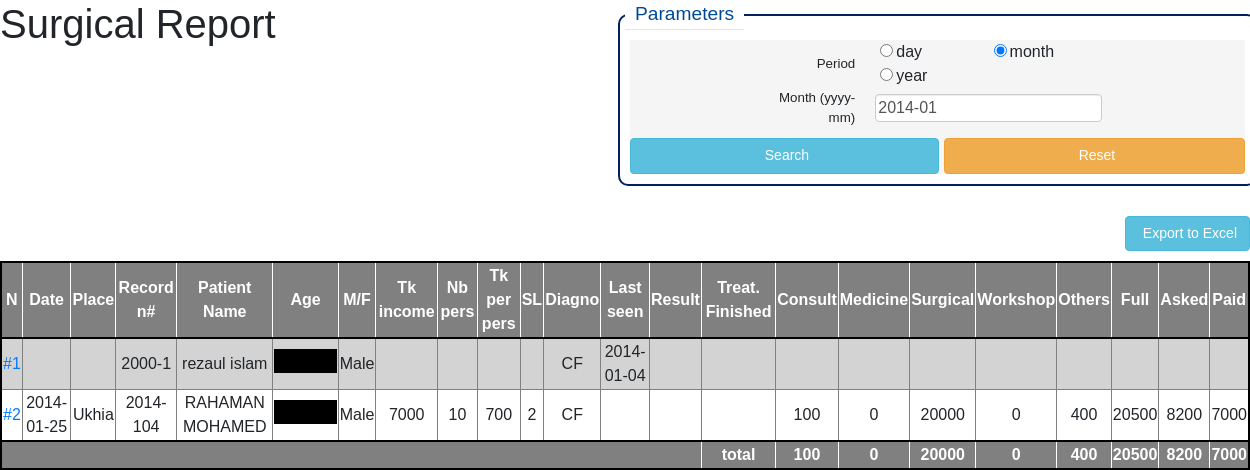 Surgical Report
Parameters
Period
day
month
year
Month (yyyy-
mm)
2014-01
Search
Reset
Export to Excel
N Date Place Record n# Patient Name Age M/F Tk income Nb pers Tk per pers SL Diagno Last seen Result Treat. Finished Consult Medicine Surgical Workshop Others Full Asked Paid
#1 2000-1 rezaul islam Male CF 2014-01-04
#2 2014-01-25 Ukhia 2014-104 RAHAMAN MOHAMED Male 7000 10 700 2 CF 100 0 20000 0 400 20500 8200 7000
total 100 0 20000 0 400 20500 8200 7000